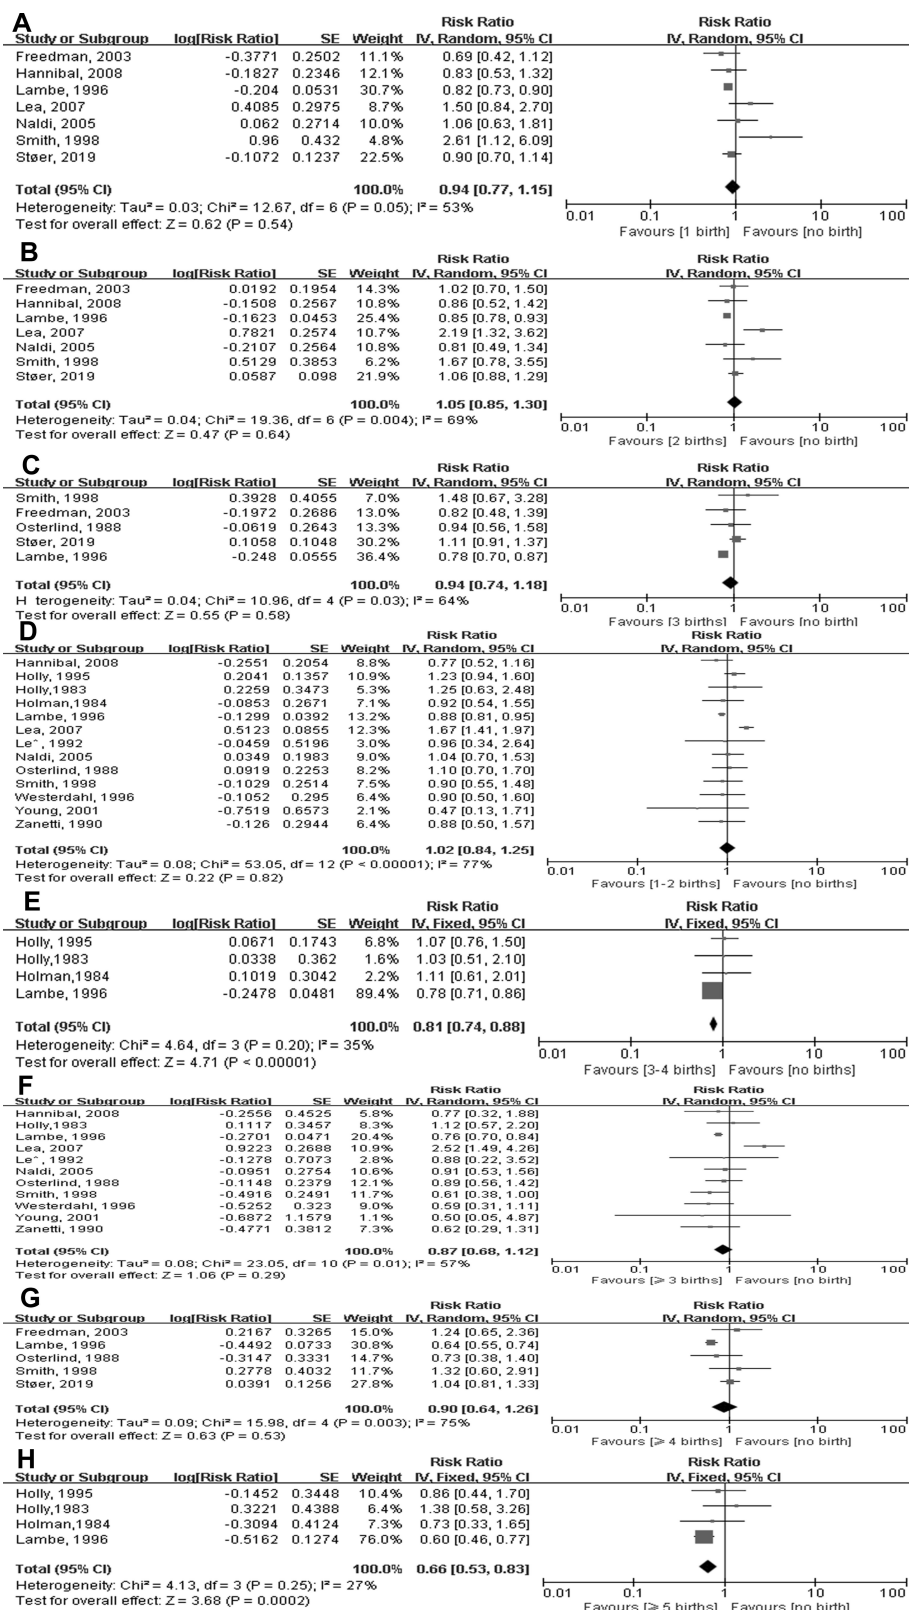 A
Risk Ratio Risk Ratio
Study or Subgroup log[Risk Ratio] SE Weight IV, Random, 95% CI IV, Random, 95% CI
Freedman, 2003 -0.3771 0.2502 11.1% 0.69 [0.42, 1.12]
Hannibal, 2008 -0.1827 0.2346 12.1% 0.83 [0.53, 1.32]
Lambe, 1996 -0.204 0.0531 30.7% 0.82 [0.73, 0.90]
Lea, 2007 0.4085 0.2975 8.7% 1.50 [0.84, 2.70]
Naldi, 2005 0.062 0.2714 10.0% 1.06 [0.63, 1.81]
Smith, 1998 0.96 0.432 4.8% 2.61 [1.12, 6.09]
Støer, 2019 -0.1072 0.1237 22.5% 0.90 [0.70, 1.14]
Total (95% CI) 100.0% 0.94 [0.77, 1.15]
Heterogeneity: Tau² = 0.03; Chi² = 12.67, df = 6 (P = 0.05); I² = 53%
Test for overall effect: Z = 0.62 (P = 0.54)
0.01 0.1 1 10 100
Favours [1 birth] Favours [no birth]
B
Risk Ratio Risk Ratio
Study or Subgroup log[Risk Ratio] SE Weight IV, Random, 95% CI IV, Random, 95% CI
Freedman, 2003 0.0192 0.1954 14.3% 1.02 [0.70, 1.50]
Hannibal, 2008 -0.1508 0.2567 10.8% 0.86 [0.52, 1.42]
Lambe, 1996 -0.1623 0.0453 25.4% 0.85 [0.78, 0.93]
Lea, 2007 0.7821 0.2574 10.7% 2.19 [1.32, 3.62]
Naldi, 2005 -0.2107 0.2564 10.8% 0.81 [0.49, 1.34]
Smith, 1998 0.5129 0.3853 6.2% 1.67 [0.78, 3.55]
Støer, 2019 0.0587 0.098 21.9% 1.06 [0.88, 1.29]
Total (95% CI) 100.0% 1.05 [0.85, 1.30]
Heterogeneity: Tau² = 0.04; Chi² = 19.36, df = 6 (P = 0.004); I² = 69%
Test for overall effect: Z = 0.47 (P = 0.64)
0.01 0.1 1 10 100
Favours [2 births] Favours [no birth]
C
Risk Ratio Risk Ratio
Study or Subgroup log[Risk Ratio] SE Weight IV, Random, 95% CI IV, Random, 95% CI
Smith, 1998 0.3928 0.4055 7.0% 1.48 [0.67, 3.28]
Freedman, 2003 -0.1972 0.2686 13.0% 0.82 [0.48, 1.39]
Osterlind, 1988 -0.0619 0.2643 13.3% 0.94 [0.56, 1.58]
Støer, 2019 0.1058 0.1048 30.2% 1.11 [0.91, 1.37]
Lambe, 1996 -0.248 0.0555 36.4% 0.78 [0.70, 0.87]
Total (95% CI) 100.0% 0.94 [0.74, 1.18]
H terogeneity: Tau² = 0.04; Chi² = 10.96, df = 4 (P = 0.03); I² = 64%
Test for overall effect: Z = 0.55 (P = 0.58)
0.01 0.1 1 10 100
Favours [3 births] Favours [no birth]
D
Risk Ratio Risk Ratio
Study or Subgroup log[Risk Ratio] SE Weight IV, Random, 95% CI IV, Random, 95% CI
Hannibal, 2008 -0.2551 0.2054 8.8% 0.77 [0.52, 1.16]
Holly, 1995 0.2041 0.1357 10.9% 1.23 [0.94, 1.60]
Holly,1983 0.2259 0.3473 5.3% 1.25 [0.63, 2.48]
Holman,1984 -0.0853 0.2671 7.1% 0.92 [0.54, 1.55]
Lambe, 1996 -0.1299 0.0392 13.2% 0.88 [0.81, 0.95]
Lea, 2007 0.5123 0.0855 12.3% 1.67 [1.41, 1.97]
Leˆ, 1992 -0.0459 0.5196 3.0% 0.96 [0.34, 2.64]
Naldi, 2005 0.0349 0.1983 9.0% 1.04 [0.70, 1.53]
Osterlind, 1988 0.0919 0.2253 8.2% 1.10 [0.70, 1.70]
Smith, 1998 -0.1029 0.2514 7.5% 0.90 [0.55, 1.48]
Westerdahl, 1996 -0.1052 0.295 6.4% 0.90 [0.50, 1.60]
Young, 2001 -0.7519 0.6573 2.1% 0.47 [0.13, 1.71]
Zanetti, 1990 -0.126 0.2944 6.4% 0.88 [0.50, 1.57]
Total (95% CI) 100.0% 1.02 [0.84, 1.25]
Heterogeneity: Tau² = 0.08; Chi² = 53.05, df = 12 (P < 0.00001); I² = 77%
Test for overall effect: Z = 0.22 (P = 0.82)
0.01 0.1 1 10 100
Favours [1-2 births] Favours [no birth]
E
Risk Ratio Risk Ratio
Study or Subgroup log[Risk Ratio] SE Weight IV, Fixed, 95% CI IV, Fixed, 95% CI
Holly, 1995 0.0671 0.1743 6.8% 1.07 [0.76, 1.50]
Holly,1983 0.0338 0.362 1.6% 1.03 [0.51, 2.10]
Holman,1984 0.1019 0.3042 2.2% 1.11 [0.61, 2.01]
Lambe, 1996 -0.2478 0.0481 89.4% 0.78 [0.71, 0.86]
Total (95% CI) 100.0% 0.81 [0.74, 0.88]
Heterogeneity: Chi² = 4.64, df = 3 (P = 0.20); I² = 35%
Test for overall effect: Z = 4.71 (P < 0.00001)
0.01 0.1 1 10 100
Favours [3-4 births] Favours [no birth]
F
Risk Ratio Risk Ratio
Study or Subgroup log[Risk Ratio] SE Weight IV, Random, 95% CI IV, Random, 95% CI
Hannibal, 2008 -0.2556 0.4525 5.8% 0.77 [0.32, 1.88]
Holly,1983 0.1117 0.3457 8.3% 1.12 [0.57, 2.20]
Lambe, 1996 -0.2701 0.0471 20.4% 0.76 [0.70, 0.84]
Lea, 2007 0.9223 0.2688 10.9% 2.52 [1.49, 4.26]
Leˆ, 1992 -0.1278 0.7073 2.8% 0.88 [0.22, 3.52]
Naldi, 2005 -0.0951 0.2754 10.6% 0.91 [0.53, 1.56]
Osterlind, 1988 -0.1148 0.2379 12.1% 0.89 [0.56, 1.42]
Smith, 1998 -0.4916 0.2491 11.7% 0.61 [0.38, 1.00]
Westerdahl, 1996 -0.5252 0.323 9.0% 0.59 [0.31, 1.11]
Young, 2001 -0.6872 1.1579 1.1% 0.50 [0.05, 4.87]
Zanetti, 1990 -0.4771 0.3812 7.3% 0.62 [0.29, 1.31]
Total (95% CI) 100.0% 0.87 [0.68, 1.12]
Heterogeneity: Tau² = 0.08; Chi² = 23.05, df = 10 (P = 0.01); I² = 57%
Test for overall effect: Z = 1.06 (P = 0.29)
0.01 0.1 1 10 100
Favours [⩾ 3 births] Favours [no birth]
G
Risk Ratio Risk Ratio
Study or Subgroup log[Risk Ratio] SE Weight IV, Random, 95% CI IV, Random, 95% CI
Freedman, 2003 0.2167 0.3265 15.0% 1.24 [0.65, 2.36]
Lambe, 1996 -0.4492 0.0733 30.8% 0.64 [0.55, 0.74]
Osterlind, 1988 -0.3147 0.3331 14.7% 0.73 [0.38, 1.40]
Smith, 1998 0.2778 0.4032 11.7% 1.32 [0.60, 2.91]
Støer, 2019 0.0391 0.1256 27.8% 1.04 [0.81, 1.33]
Total (95% CI) 100.0% 0.90 [0.64, 1.26]
Heterogeneity: Tau² = 0.09; Chi² = 15.98, df = 4 (P = 0.003); I² = 75%
Test for overall effect: Z = 0.63 (P = 0.53)
0.01 0.1 1 10 100
Favours [⩾ 4 births] Favours [no birth]
H
Risk Ratio Risk Ratio
Study or Subgroup log[Risk Ratio] SE Weight IV, Fixed, 95% CI IV, Fixed, 95% CI
Holly, 1995 -0.1452 0.3448 10.4% 0.86 [0.44, 1.70]
Holly,1983 0.3221 0.4388 6.4% 1.38 [0.58, 3.26]
Holman,1984 -0.3094 0.4124 7.3% 0.73 [0.33, 1.65]
Lambe, 1996 -0.5162 0.1274 76.0% 0.60 [0.46, 0.77]
Total (95% CI) 100.0% 0.66 [0.53, 0.83]
Heterogeneity: Chi² = 4.13, df = 3 (P = 0.25); I² = 27%
Test for overall effect: Z = 3.68 (P = 0.0002)
0.01 0.1 1 10 100
Favours [⩾ 5 births] Favours [no birth]